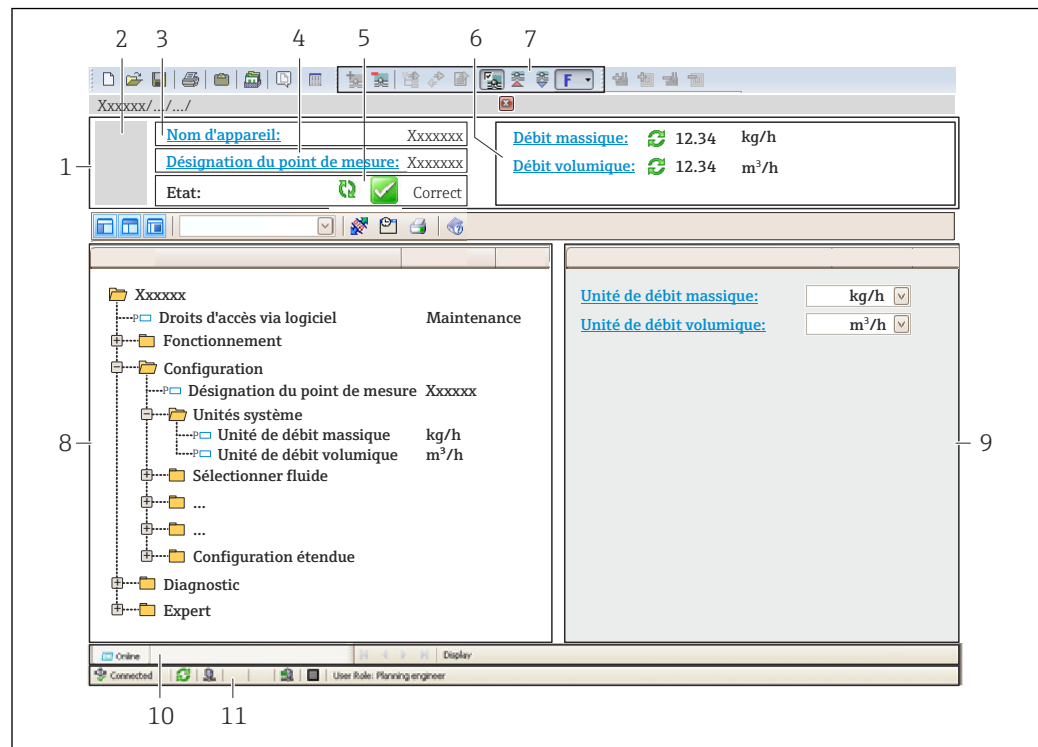 2 3 4 5 6 7
F
Xxxxxx/.../.../
1
Nom d'appareil: Xxxxxxx
Désignation du point de mesure: Xxxxxxx
Etat: Correct
Débit massique: 12.34 kg/h
Débit volumique: 12.34 m³/h
8
Xxxxxx
P Droits d'accès via logiciel Maintenance
Fonctionnement
Configuration
P Désignation du point de mesure Xxxxxx
Unités système
P Unité de débit massique kg/h
P Unité de débit volumique m³/h
Sélectionner fluide
...
...
Configuration étendue
Diagnostic
Expert
Unité de débit massique: kg/h
Unité de débit volumique: m³/h
9
Online Display
Connected User Role: Planning engineer
10 11